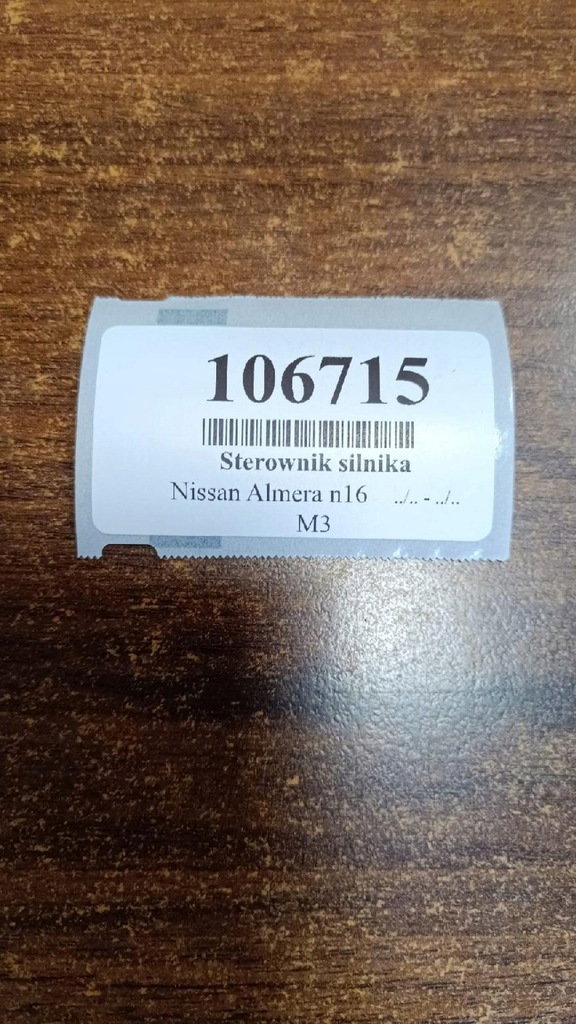 106715
Sterownik silnika
Nissan Almera n16 ../.. - ../..
M3